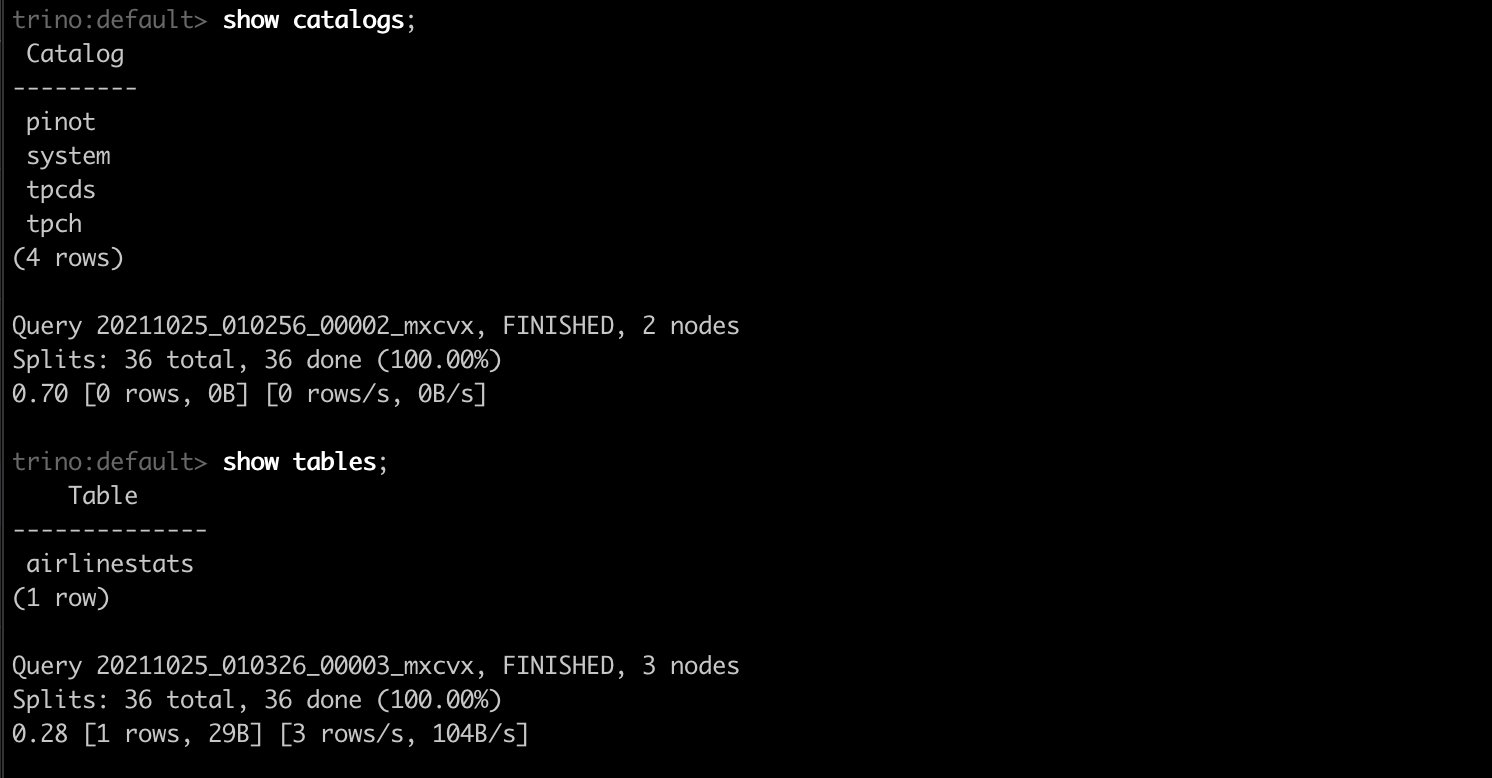 trino:default> show catalogs;
 Catalog
---------
 pinot
 system
 tpcds
 tpch
(4 rows)

Query 20211025_010256_00002_mxcvx, FINISHED, 2 nodes
Splits: 36 total, 36 done (100.00%)
0.70 [0 rows, 0B] [0 rows/s, 0B/s]

trino:default> show tables;
    Table
--------------
 airlinestats
(1 row)

Query 20211025_010326_00003_mxcvx, FINISHED, 3 nodes
Splits: 36 total, 36 done (100.00%)
0.28 [1 rows, 29B] [3 rows/s, 104B/s]